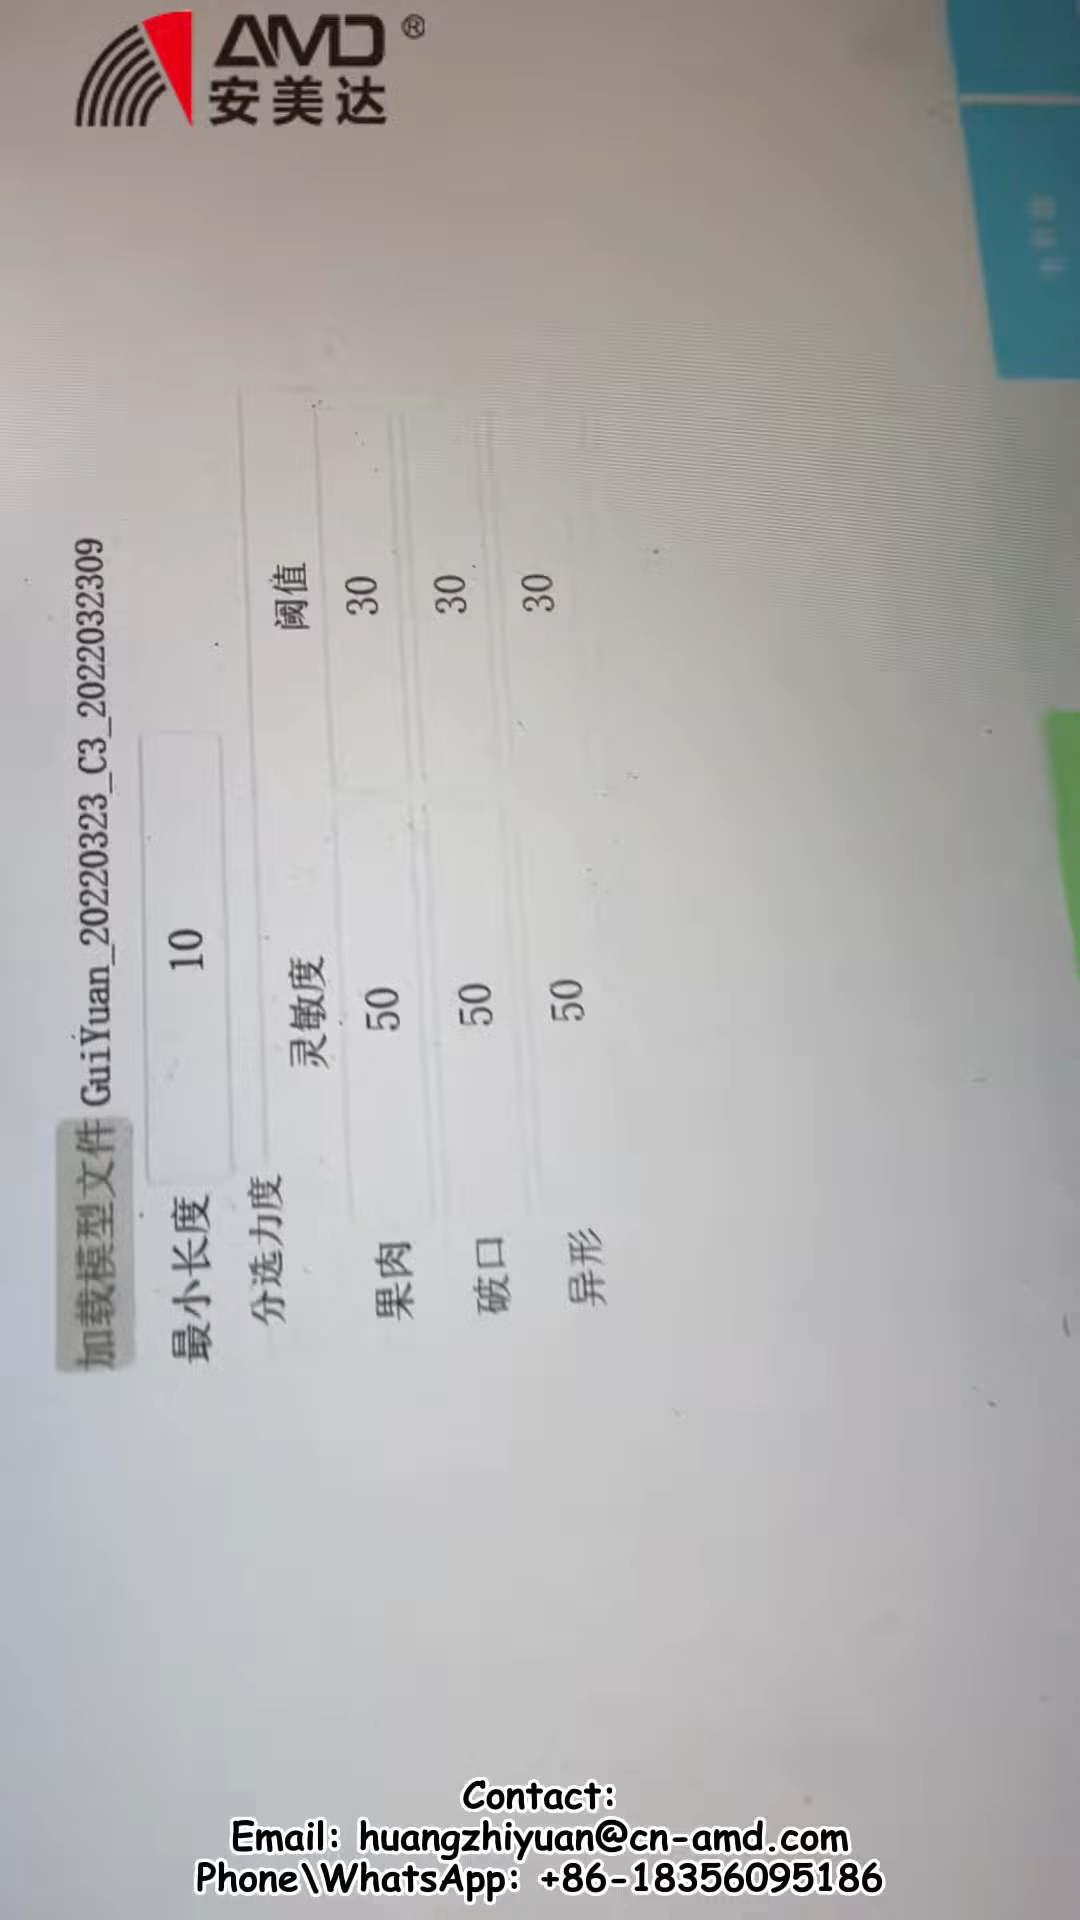 AMD®
安美达
加载模型文件 GuiYuan_20220323_C3_2022032309
最小长度 10
分选力度
灵敏度 阈值
果肉 50 30
破口 50 30
异形 50 30
Contact:
Email: huangzhiyuan@cn-amd.com
Phone\WhatsApp: +86-18356095186